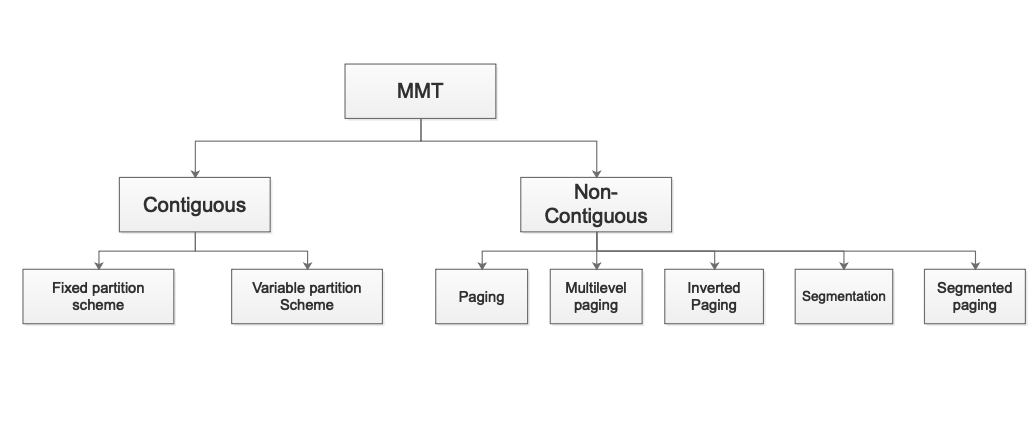 MMT
Contiguous
Non-
Contiguous
Fixed partition
scheme
Variable partition
Scheme
Paging
Multilevel
paging
Inverted
Paging
Segmentation
Segmented
paging